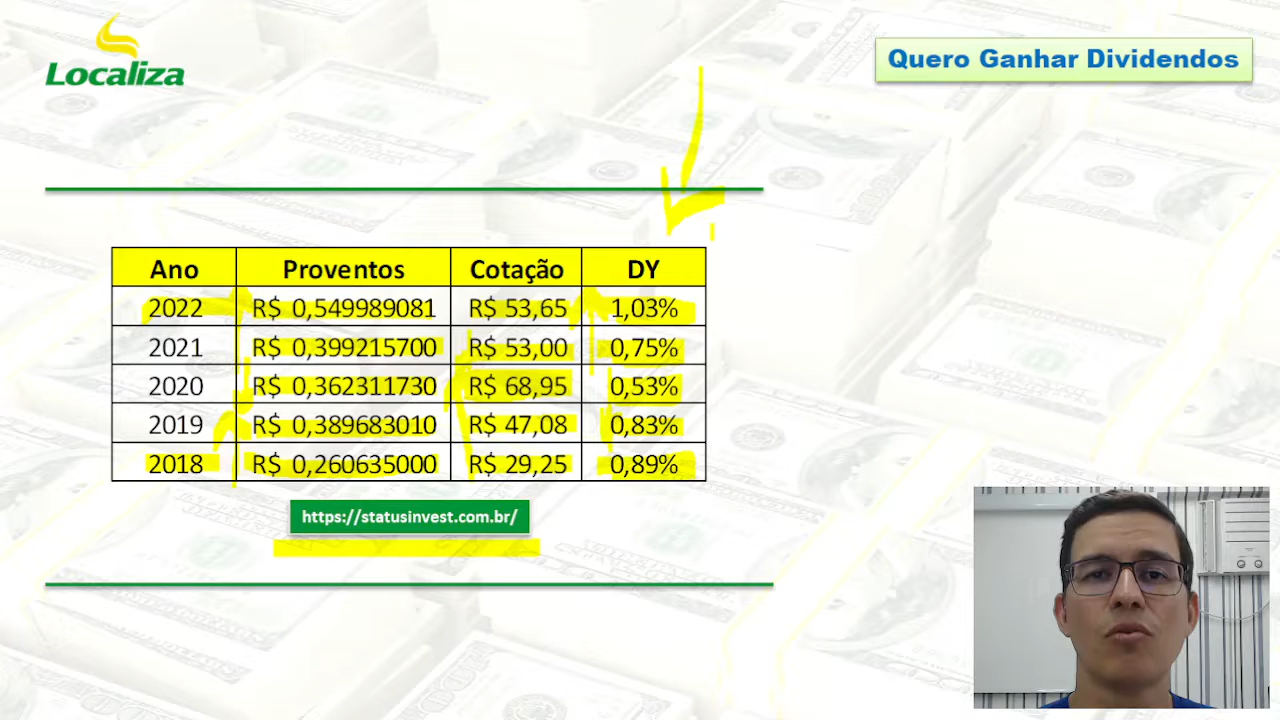 Localiza
Quero Ganhar Dividendos
Ano Proventos Cotação DY
2022 R$ 0,549989081 R$ 53,65 1,03%
2021 R$ 0,399215700 R$ 53,00 0,75%
2020 R$ 0,362311730 R$ 68,95 0,53%
2019 R$ 0,389683010 R$ 47,08 0,83%
2018 R$ 0,260635000 R$ 29,25 0,89%
https://statusinvest.com.br/